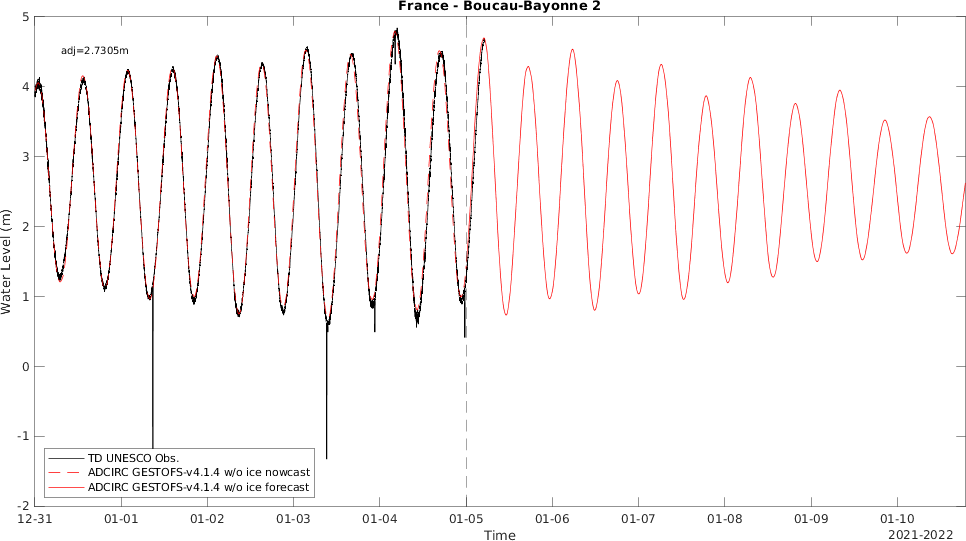 France - Boucau-Bayonne 2
adj=2.7305m
5
4
3
2
1
0
-1
-2
Water Level (m)
TD UNESCO Obs.
ADCIRC GESTOFS-v4.1.4 w/o ice nowcast
ADCIRC GESTOFS-v4.1.4 w/o ice forecast
12-31 01-01 01-02 01-03 01-04 01-05 01-06 01-07 01-08 01-09 01-10
Time
2021-2022